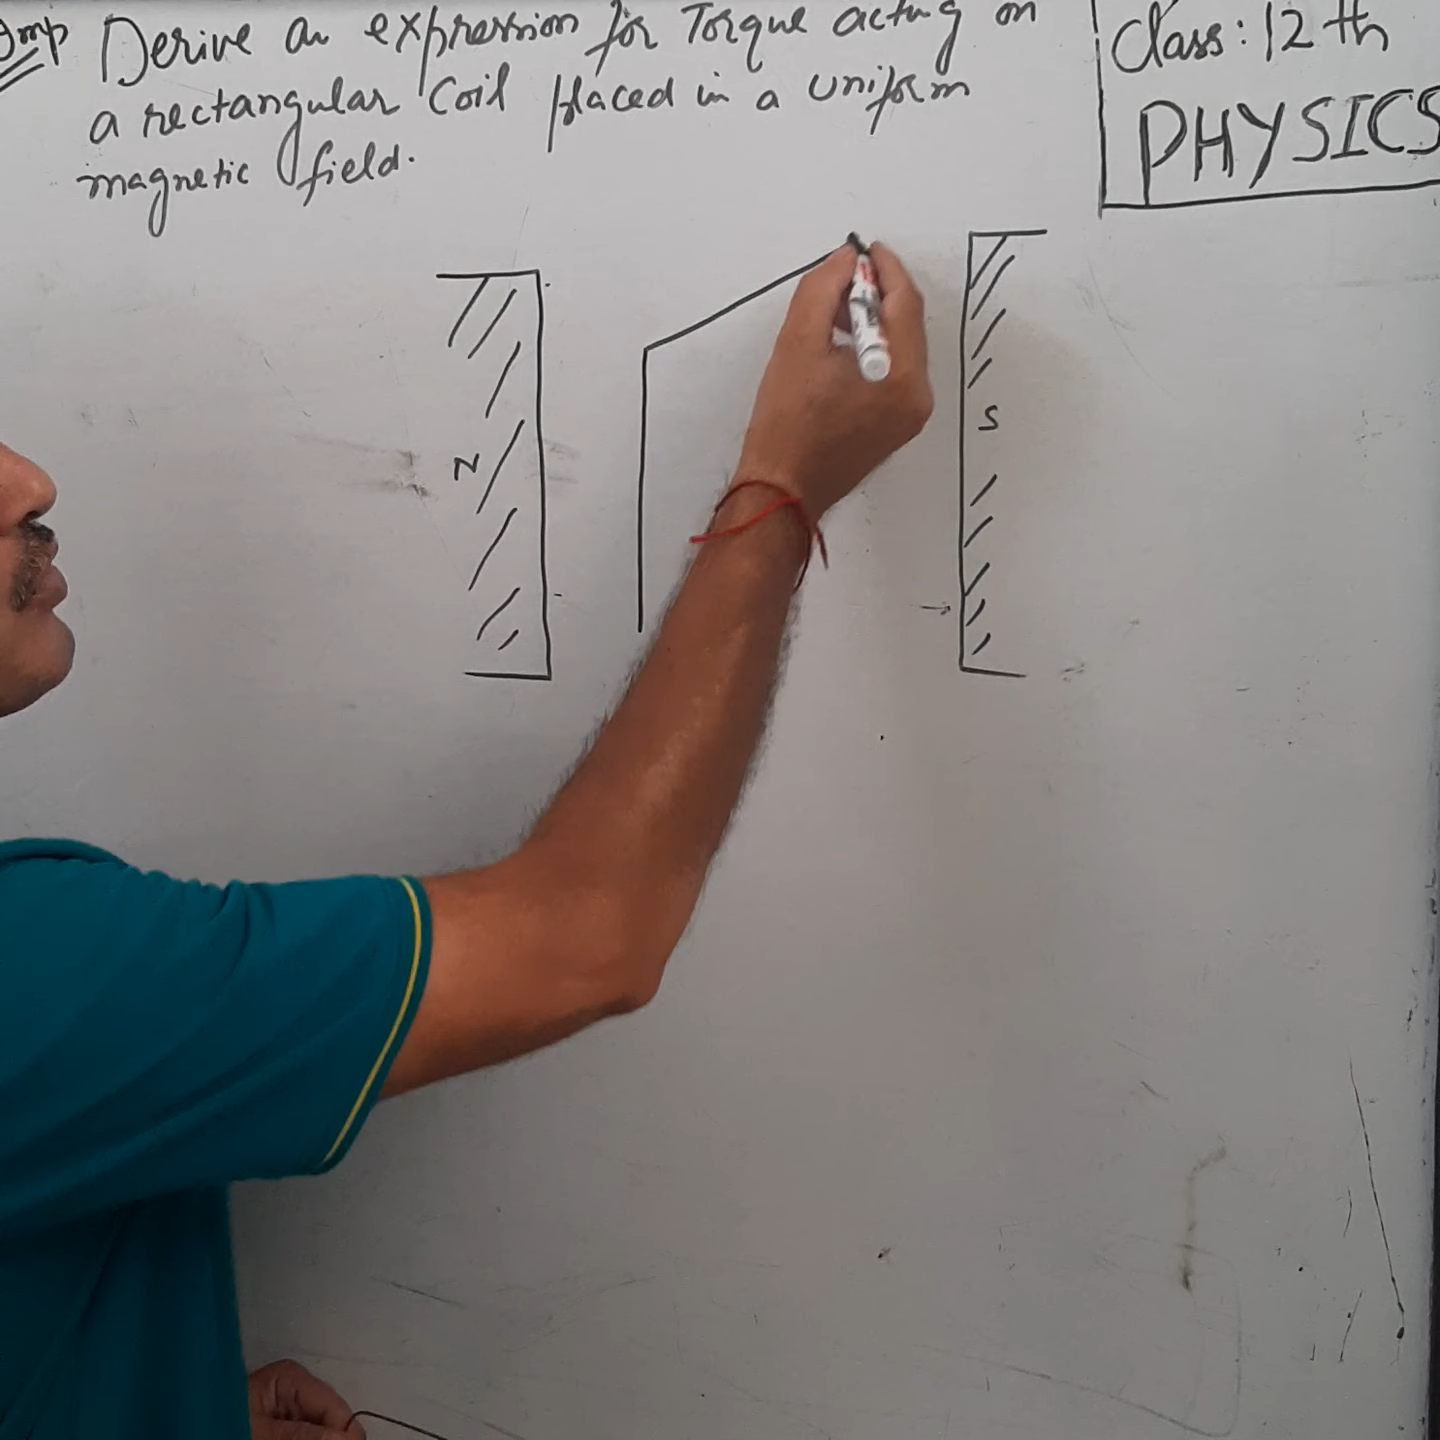 Imp Derive an expression for Torque acting on
a rectangular Coil placed in a uniform
magnetic field.
Class: 12 th
PHYSICS
N
S